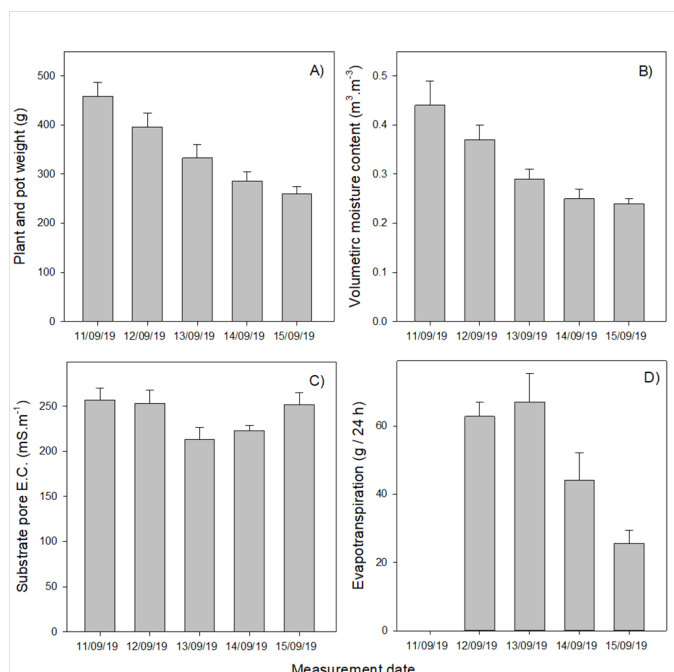 A)
Plant and pot weight (g)
500
400
300
200
100
0
11/09/19 12/09/19 13/09/19 14/09/19 15/09/19
B)
Volumetirc moisture content (m³.m⁻³)
0.5
0.4
0.3
0.2
0.1
0.0
11/09/19 12/09/19 13/09/19 14/09/19 15/09/19
C)
Substrate pore E.C. (mS.m⁻¹)
250
200
150
100
50
0
11/09/19 12/09/19 13/09/19 14/09/19 15/09/19
D)
Evapotranspiration (g / 24 h)
60
40
20
0
11/09/19 12/09/19 13/09/19 14/09/19 15/09/19
Measurement date